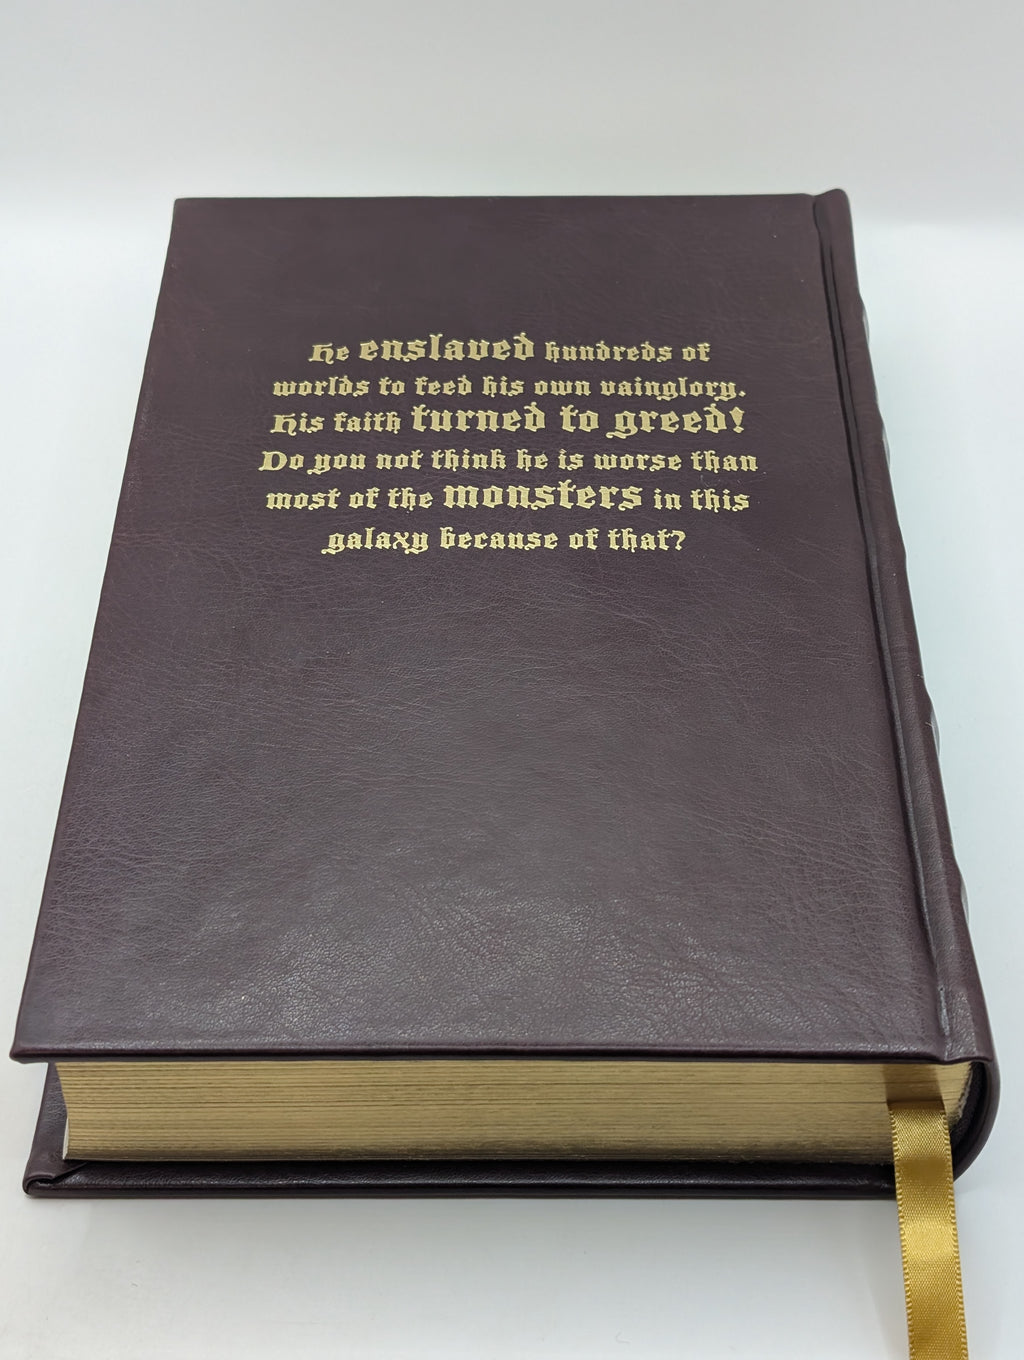 He enslaved hundreds of
worlds to feed his own vainglory.
His faith turned to greed!
Do you not think he is worse than
most of the monsters in this
galaxy because of that?